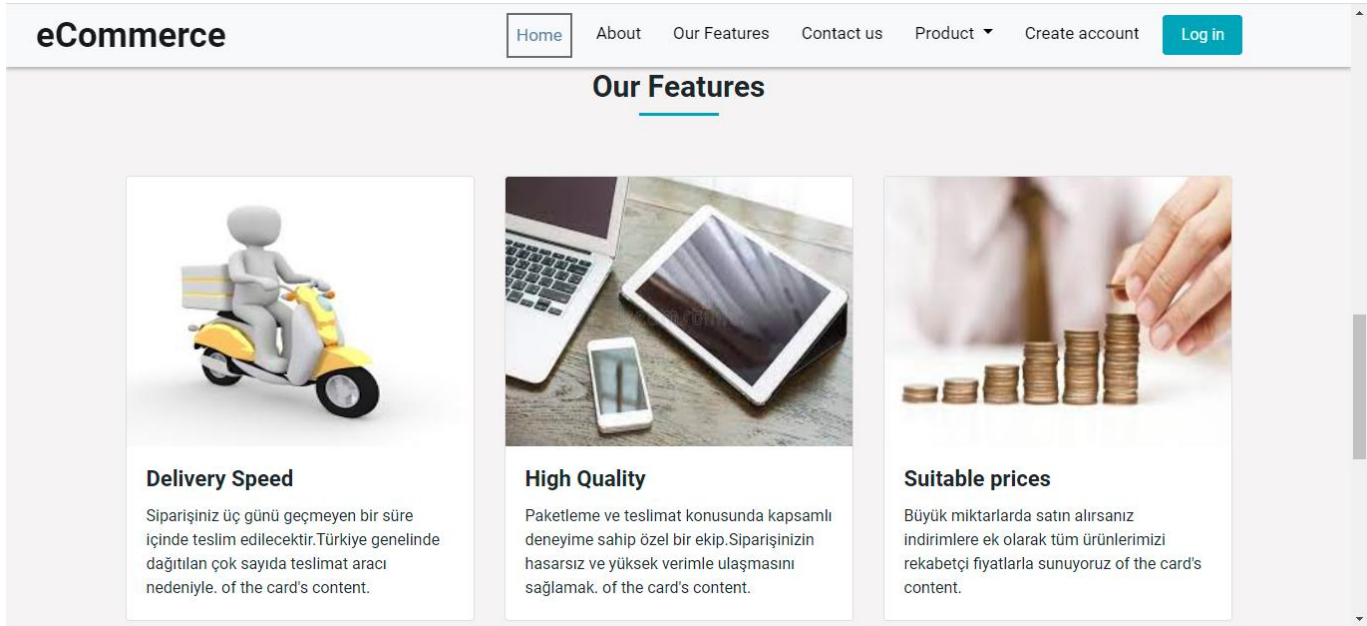 eCommerce
Home About Our Features Contact us Product Create account Log in
Our Features
Delivery Speed
Siparişiniz üç günü geçmeyen bir süre
içinde teslim edilecektir.Türkiye genelinde
dağıtılan çok sayıda teslimat aracı
nedeniyle. of the card's content.
High Quality
Paketleme ve teslimat konusunda kapsamlı
deneyime sahip özel bir ekip.Siparişinizin
hasarsız ve yüksek verimle ulaşmasını
sağlamak. of the card's content.
Suitable prices
Büyük miktarlarda satın alırsanız
indirimlere ek olarak tüm ürünlerimizi
rekabetçi fiyatlarla sunuyoruz of the card's
content.